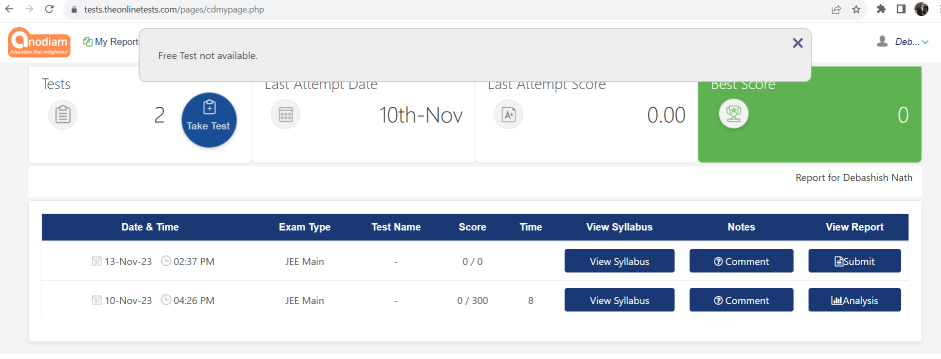 tests.theonlinetests.com/pages/cdmypage.php
anodiam
Education that enlightens!
My Report
Free Test not available.
Deb...
Tests
2
Take Test
Last Attempt Date
10th-Nov
Last Attempt Score
A+
0.00
Best Score
0
Report for Debashish Nath
Date & Time Exam Type Test Name Score Time View Syllabus Notes View Report
13-Nov-23 02:37 PM JEE Main - 0 / 0 View Syllabus Comment Submit
10-Nov-23 04:26 PM JEE Main - 0 / 300 8 View Syllabus Comment Analysis